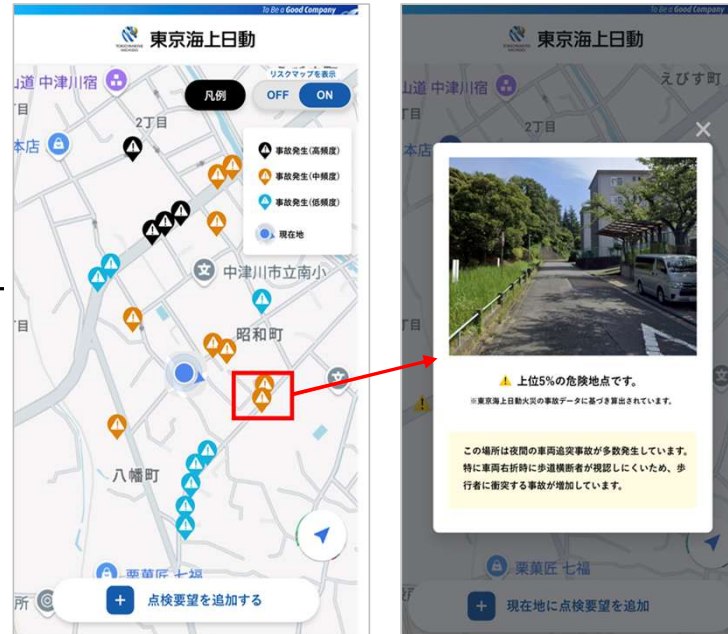 To Be a Good Company
東京海上日動
リスクマップを表示
凡例
OFF
ON
中津川宿
2丁目
本店
事故発生(高頻度)
事故発生(中頻度)
事故発生(低頻度)
現在地
中津川市立南小
昭和町
八幡町
栗菓匠 七福
点検要望を追加する
To Be a Good Company
東京海上日動
中津川宿
えびす町
2丁目
本店
上位5%の危険地点です。
※東京海上日動火災の事故データに基づき算出されています。
この場所は夜間の車両追突事故が多数発生しています。
特に車両右折時に歩道横断者が視認しにくいため、歩
行者に衝突する事故が増加しています。
栗菓匠 七福
現在地に点検要望を追加